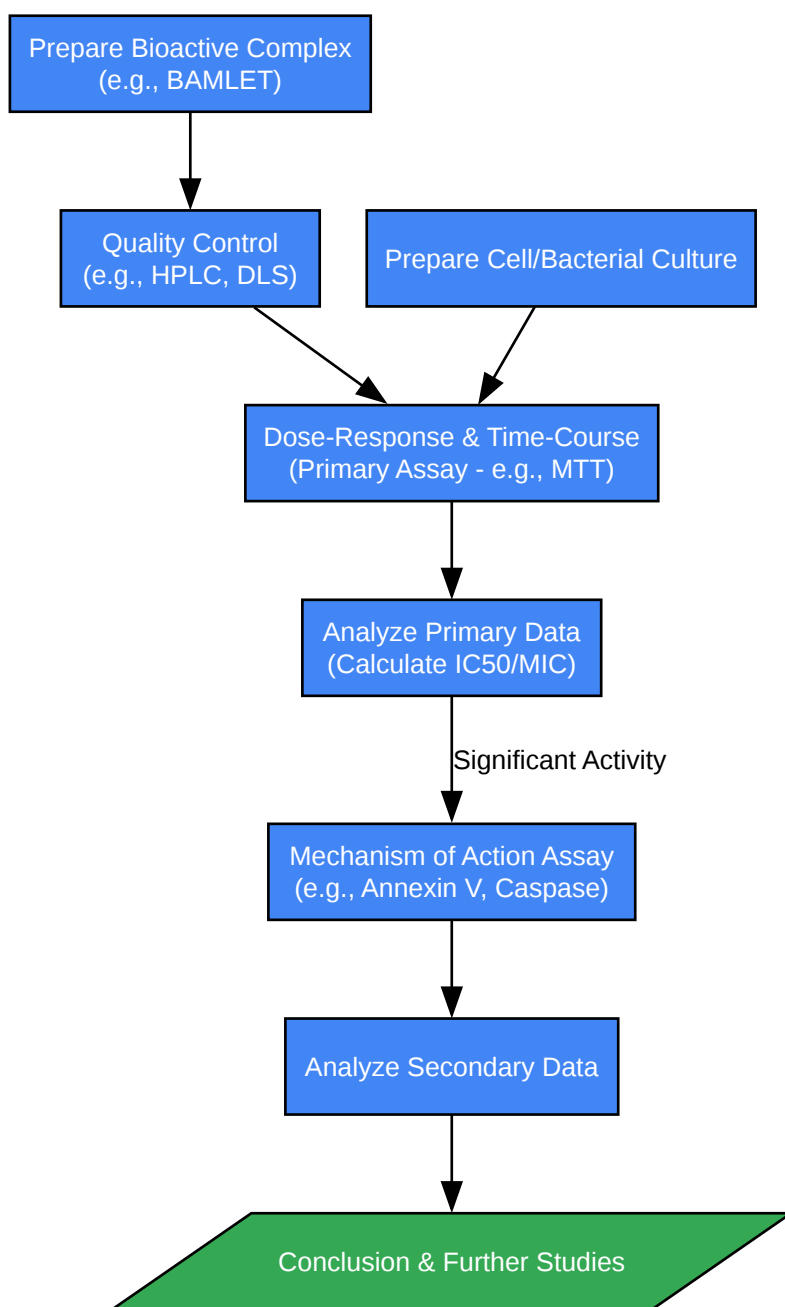 Prepare Bioactive Complex
(e.g., BAMLET)
Quality Control
(e.g., HPLC, DLS)
Prepare Cell/Bacterial Culture
Dose-Response & Time-Course
(Primary Assay - e.g., MTT)
Analyze Primary Data
(Calculate IC50/MIC)
Significant Activity
Mechanism of Action Assay
(e.g., Annexin V, Caspase)
Analyze Secondary Data
Conclusion & Further Studies